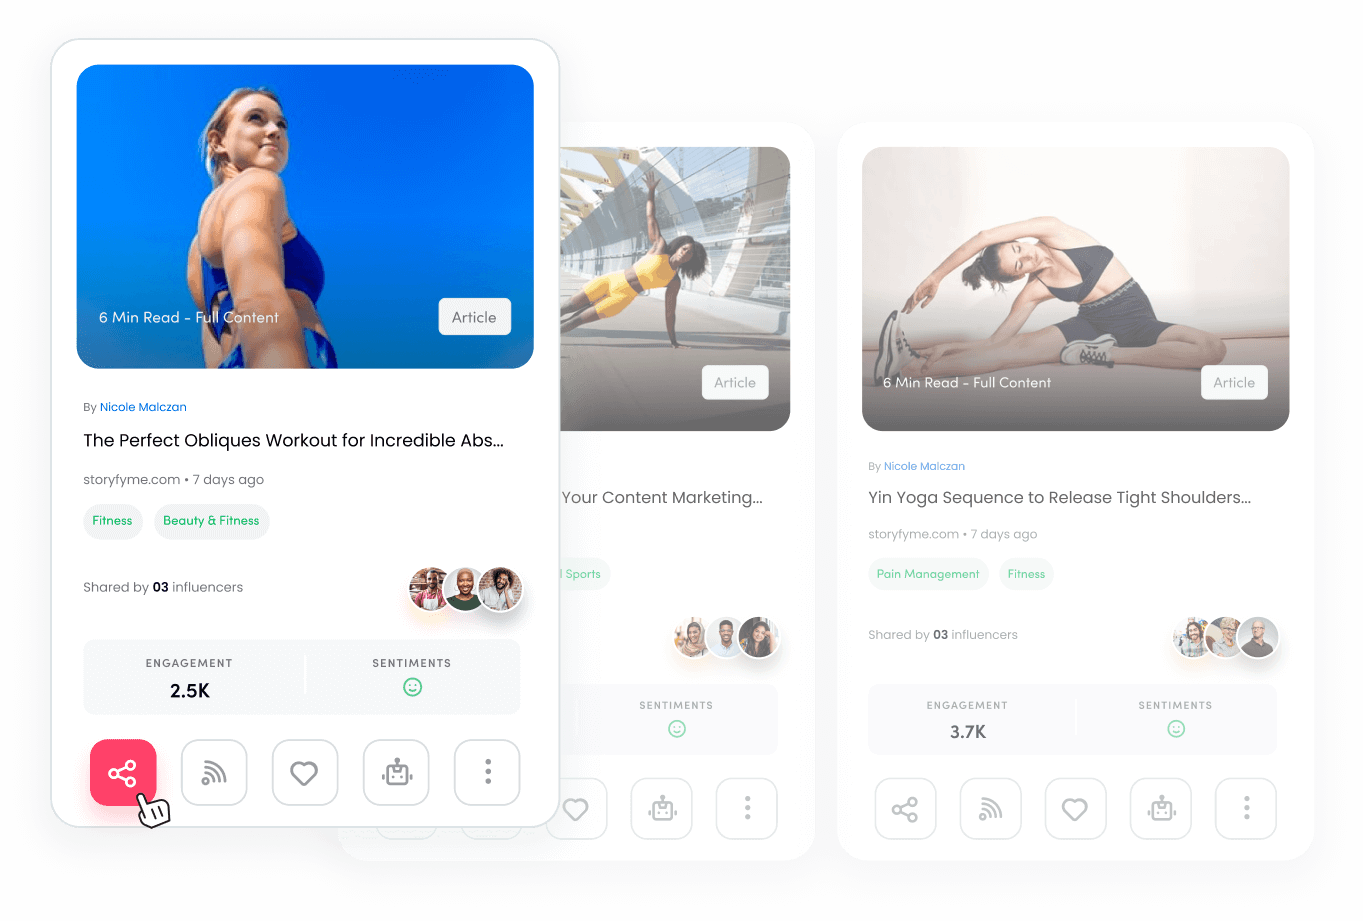 6 Min Read - Full Content
Article
By Nicole Malczan
The Perfect Obliques Workout for Incredible Abs...
storyfyme.com • 7 days ago
Fitness
Beauty & Fitness
Shared by 03 influencers
ENGAGEMENT
SENTIMENTS
2.5K
Article
Your Content Marketing...
Sports
SENTIMENTS
6 Min Read - Full Content
Article
By Nicole Malczan
Yin Yoga Sequence to Release Tight Shoulders...
storyfyme.com • 7 days ago
Pain Management
Fitness
Shared by 03 influencers
ENGAGEMENT
SENTIMENTS
3.7K